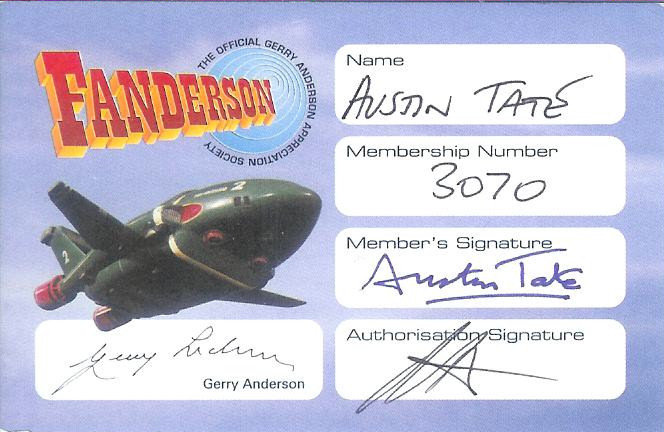 FANDERSON
THE OFFICIAL GERRY ANDERSON APPRECIATION SOCIETY
2
2
Gerry Anderson
Name
AUSTIN TATE
Membership Number
3070
Member's Signature
Austin Tate
Authorisation Signature